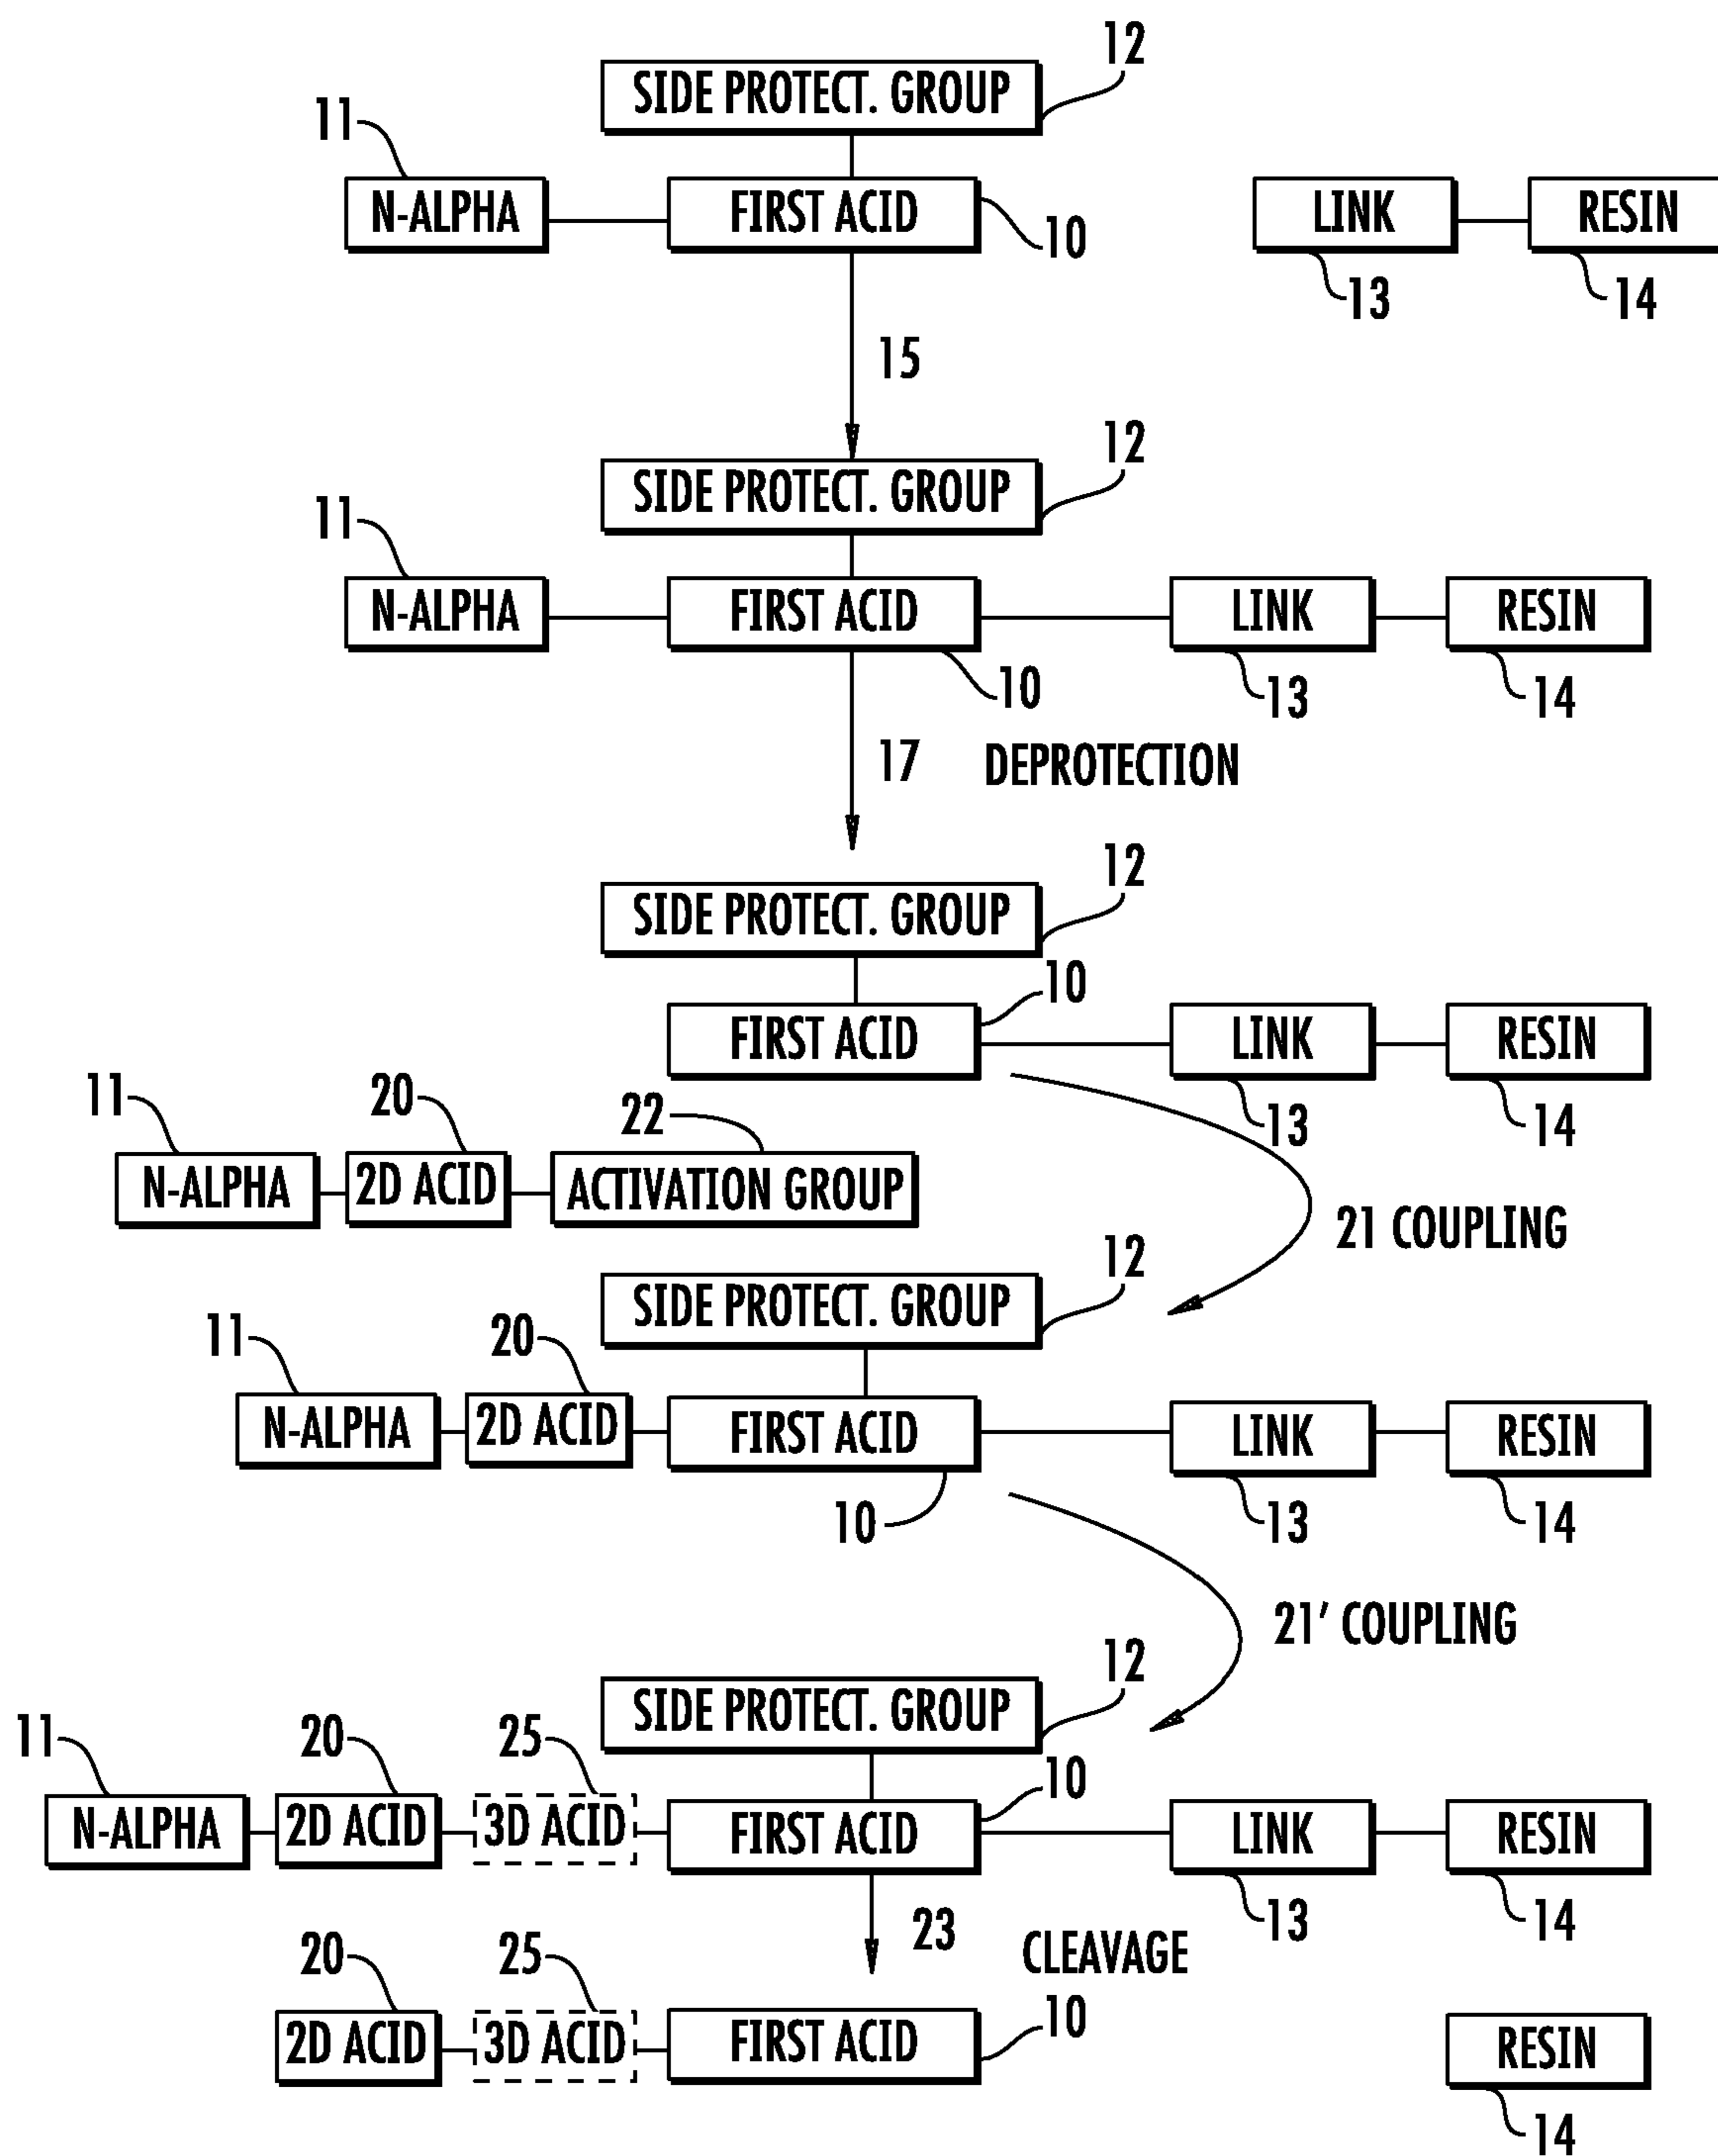 12
SIDE PROTECT. GROUP
11
N-ALPHA
FIRST ACID
10
LINK
RESIN
13
14
15
12
SIDE PROTECT. GROUP
11
N-ALPHA
FIRST ACID
LINK
RESIN
10
13
14
17
DEPROTECTION
12
SIDE PROTECT. GROUP
10
FIRST ACID
LINK
RESIN
13
14
11
20
22
N-ALPHA
2D ACID
ACTIVATION GROUP
21 COUPLING
12
SIDE PROTECT. GROUP
11
20
N-ALPHA
2D ACID
FIRST ACID
LINK
RESIN
10
13
14
21' COUPLING
12
SIDE PROTECT. GROUP
11
20
25
10
N-ALPHA
2D ACID
3D ACID
FIRST ACID
LINK
RESIN
13
14
23
CLEAVAGE
20
25
10
2D ACID
3D ACID
FIRST ACID
RESIN
14